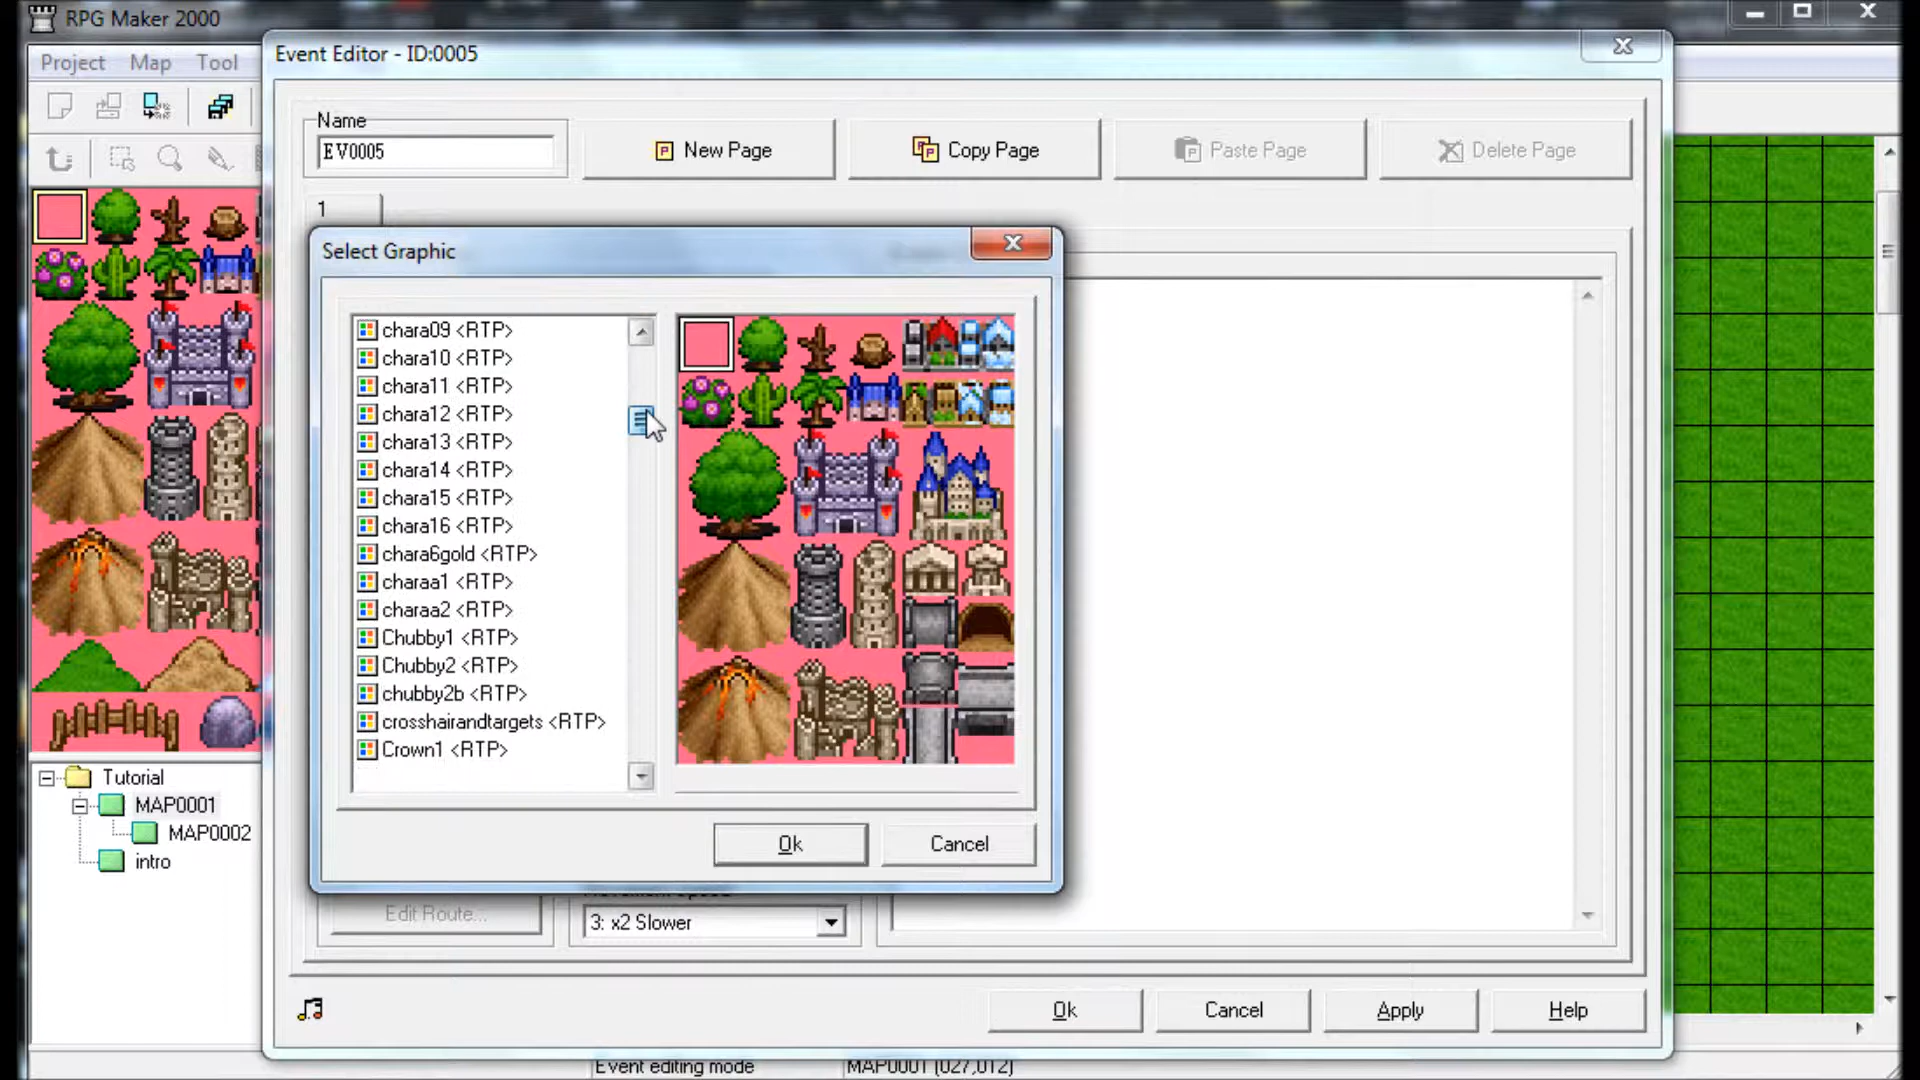 RPG Maker 2000
Project Map Tool
Event Editor - ID:0005
Name
EV0005
New Page
Copy Page
Paste Page
Delete Page
1
Select Graphic
chara09 <RTP>
chara10 <RTP>
chara11 <RTP>
chara12 <RTP>
chara13 <RTP>
chara14 <RTP>
chara15 <RTP>
chara16 <RTP>
chara6gold <RTP>
charaa1 <RTP>
charaa2 <RTP>
Chubby1 <RTP>
Chubby2 <RTP>
chubby2b <RTP>
crosshairandtargets <RTP>
Crown1 <RTP>
Ok
Cancel
Edit Route...
3: x2 Slower
Ok
Cancel
Apply
Help
Tutorial
MAP0001
MAP0002
intro
Event editing mode
MAP0001 (027,012)